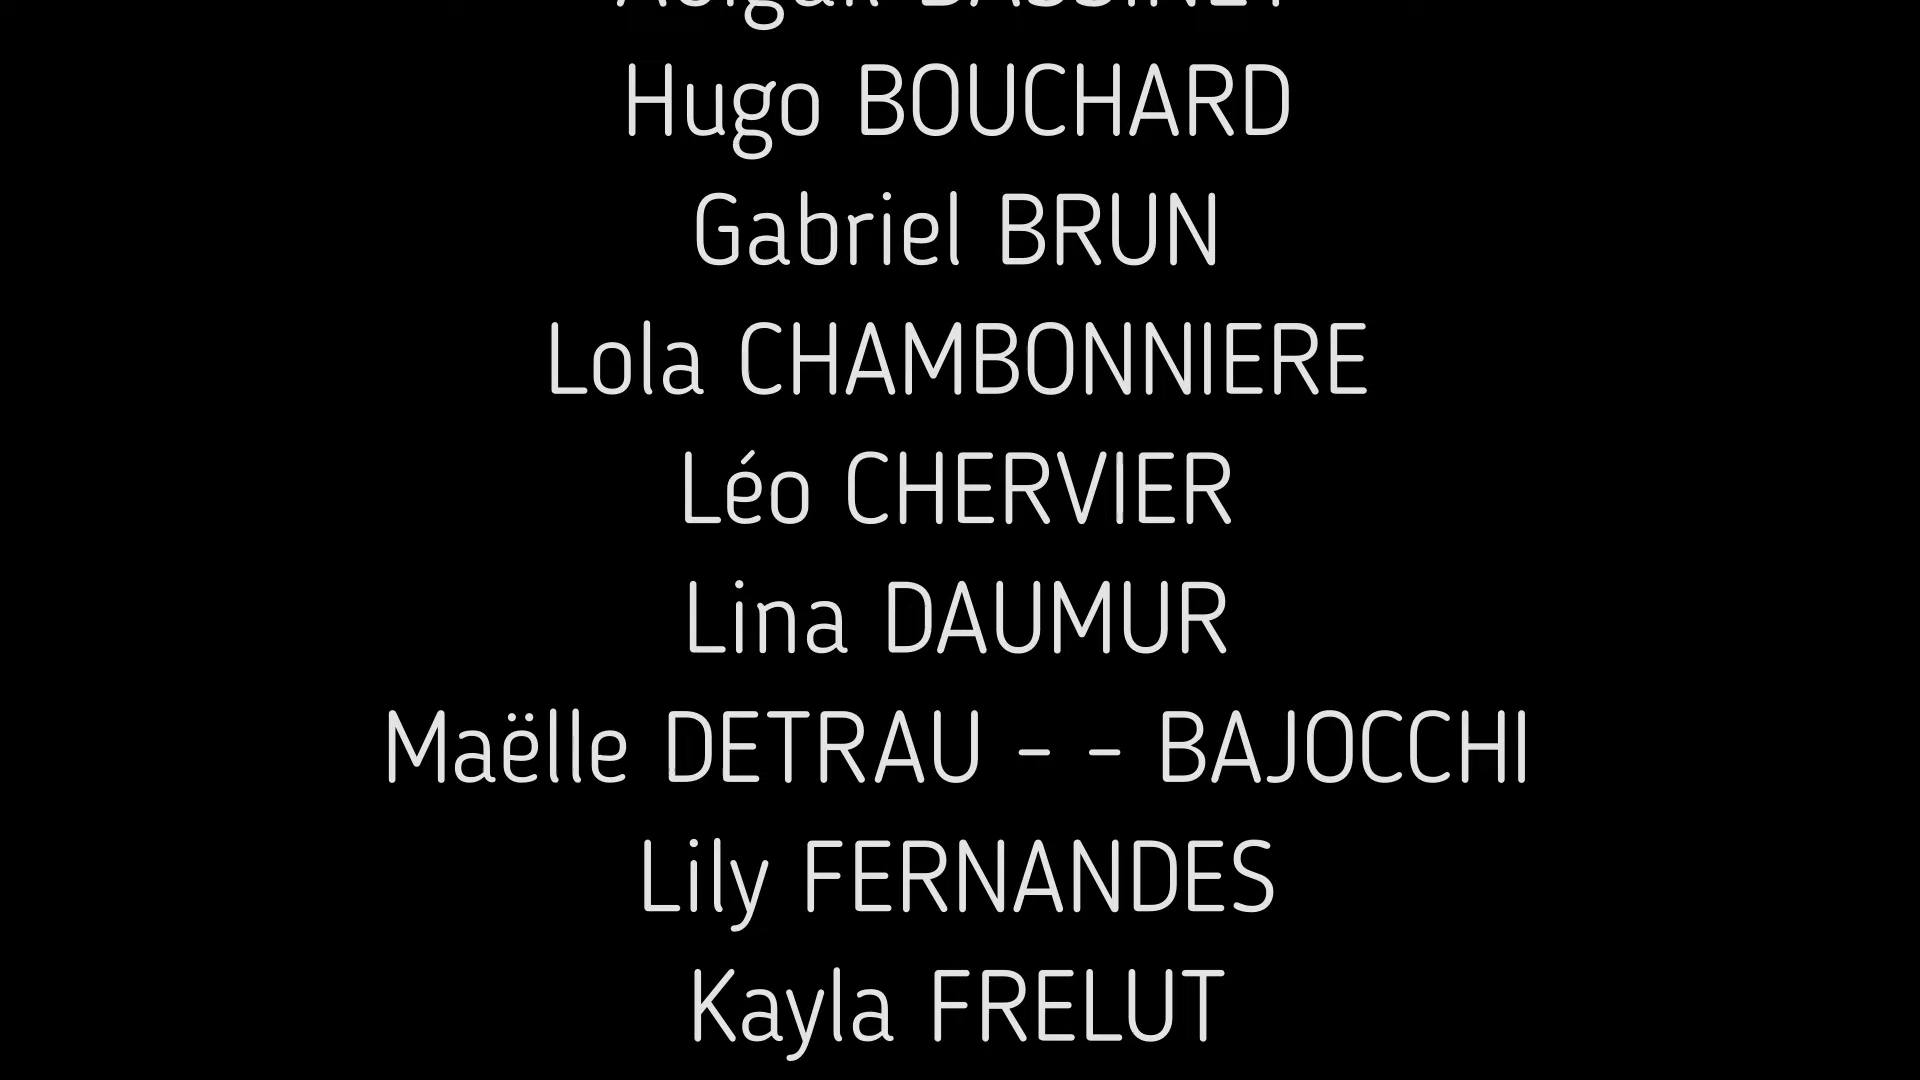 Hugo BOUCHARD
Gabriel BRUN
Lola CHAMBONNIERE
Léo CHERVIER
Lina DAUMUR
Maëlle DETRAU - - BAJOCCHI
Lily FERNANDES
Kayla FRELUT